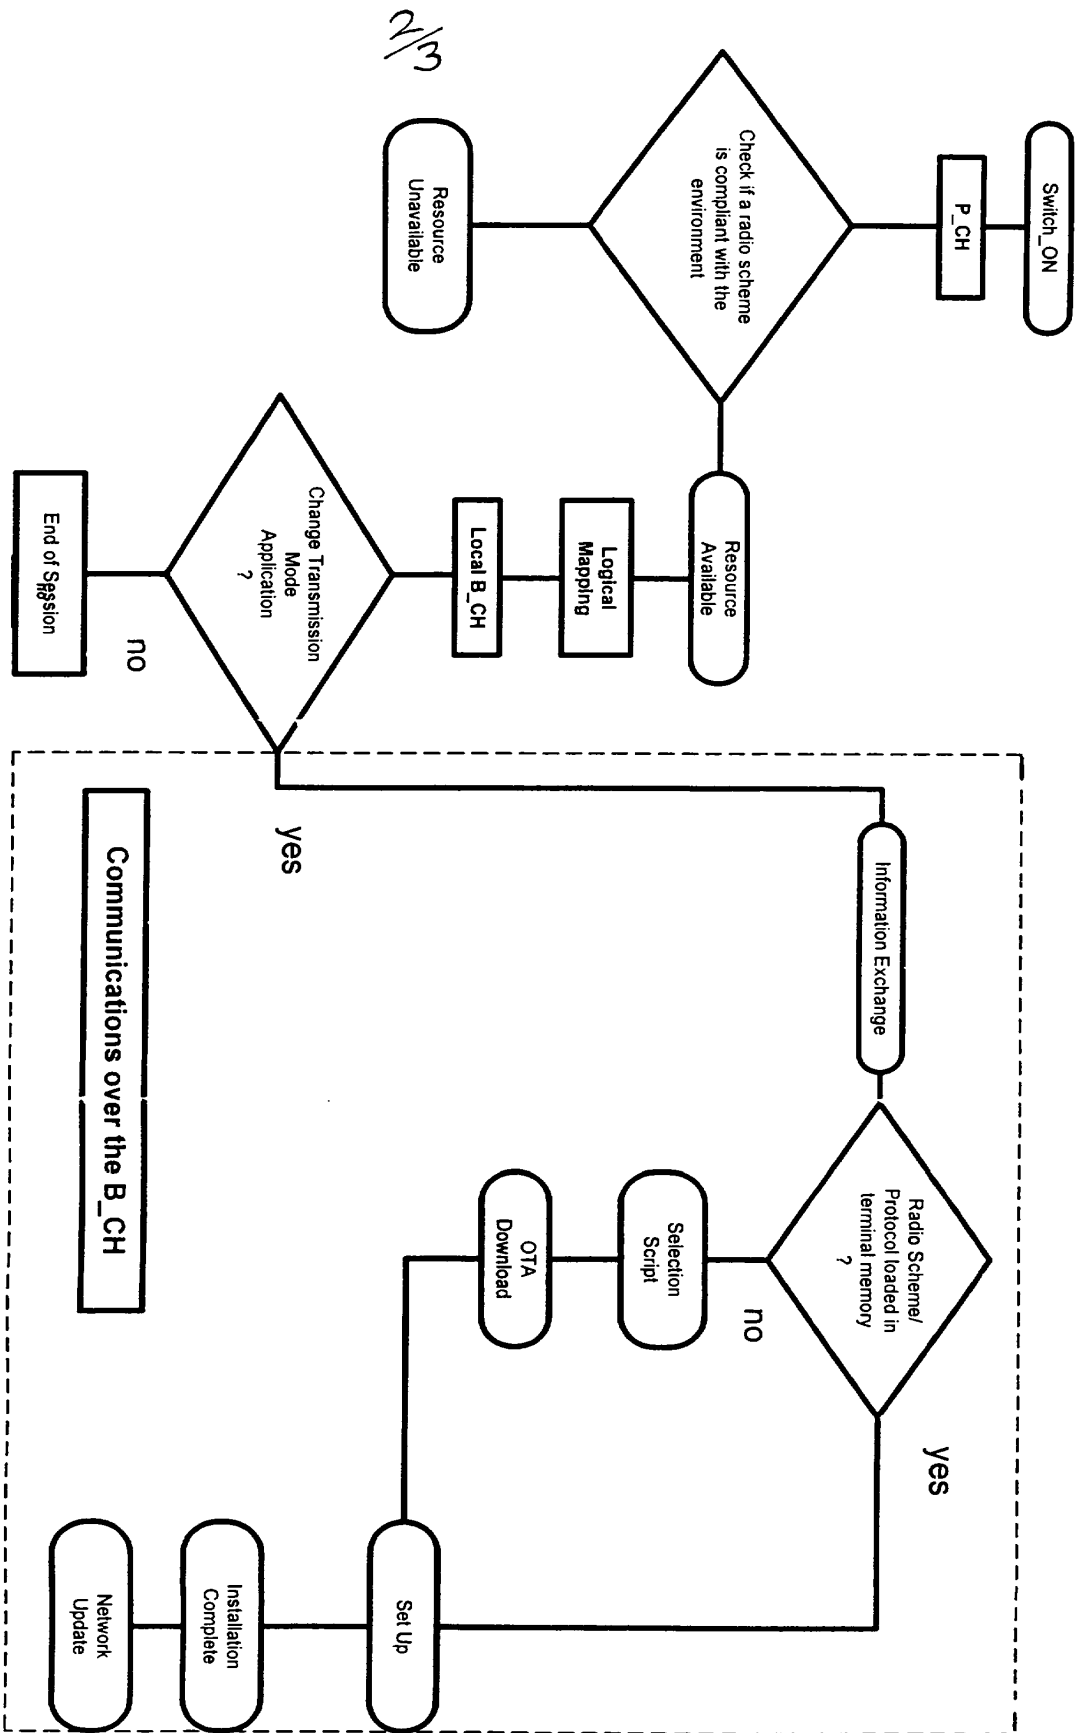 2/3
Switch_ON
P_CH
Check if a radio scheme
is compliant with the
environment
Resource
Unavailable
Resource
Available
Logical
Mapping
Local B_CH
Change Transmission
Mode
Application
?
no
End of Session
yes
Information Exchange
Radio Scheme/
Protocol loaded in
terminal memory
?
yes
no
Selection
Script
OTA
Download
Set Up
Installation
Complete
Network
Update
Communications over the B_CH